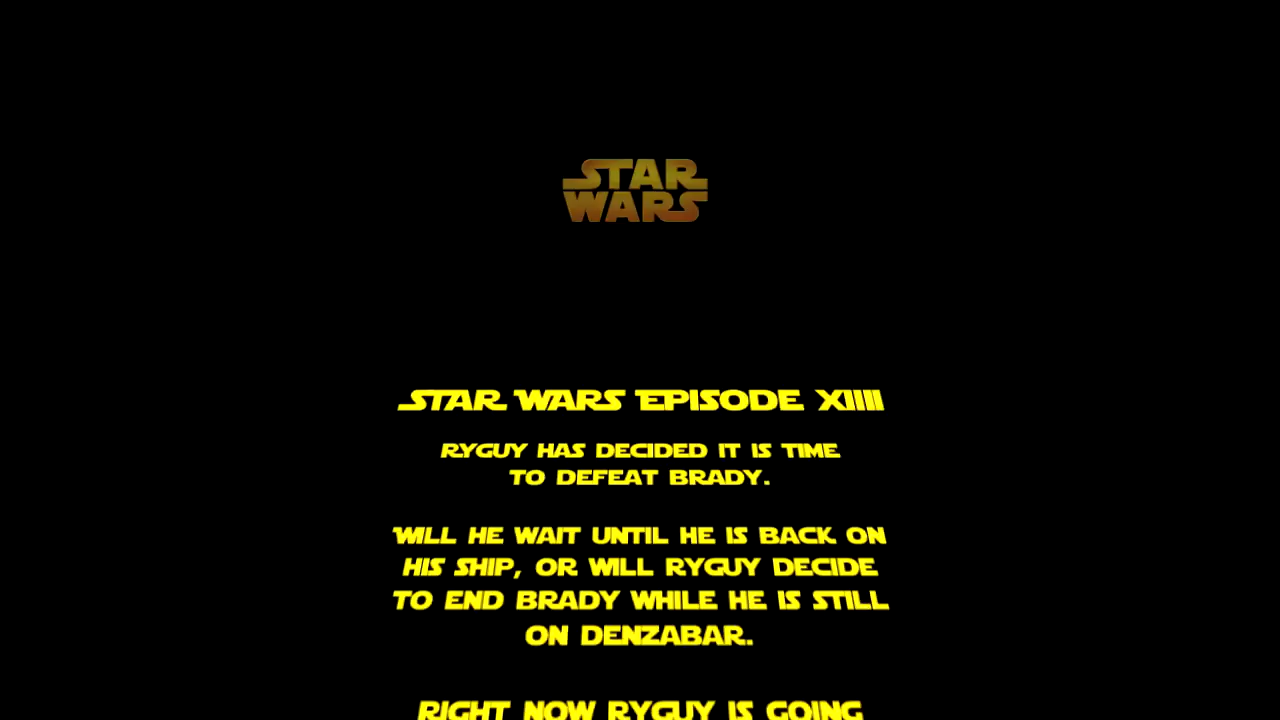 STAR
WARS
STAR WARS EPISODE XIIII
RYGUY HAS DECIDED IT IS TIME
TO DEFEAT BRADY.
WILL HE WAIT UNTIL HE IS BACK ON
HIS SHIP, OR WILL RYGUY DECIDE
TO END BRADY WHILE HE IS STILL
ON DENZABAR.
RIGHT NOW RYGUY IS GOING